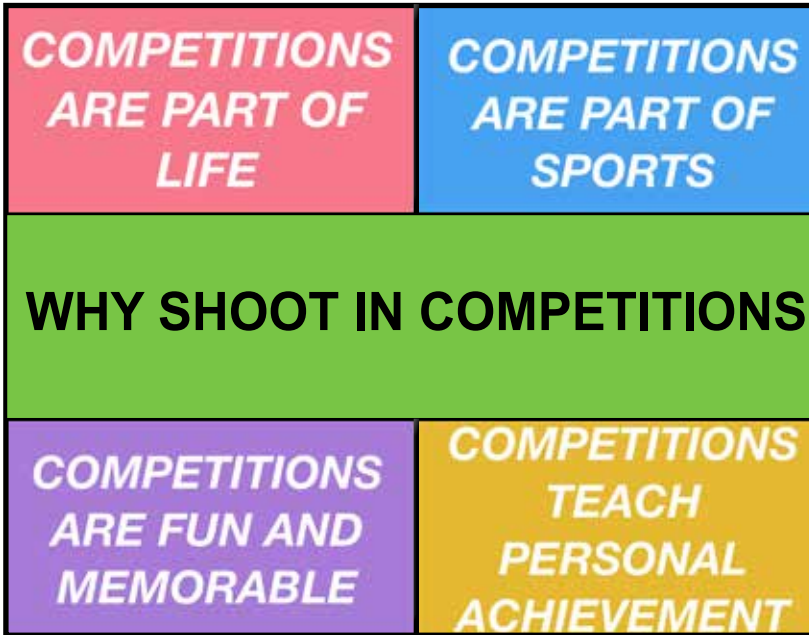 COMPETITIONS
ARE PART OF
LIFE
COMPETITIONS
ARE PART OF
SPORTS
WHY SHOOT IN COMPETITIONS
COMPETITIONS
ARE FUN AND
MEMORABLE
COMPETITIONS
TEACH
PERSONAL
ACHIEVEMENT